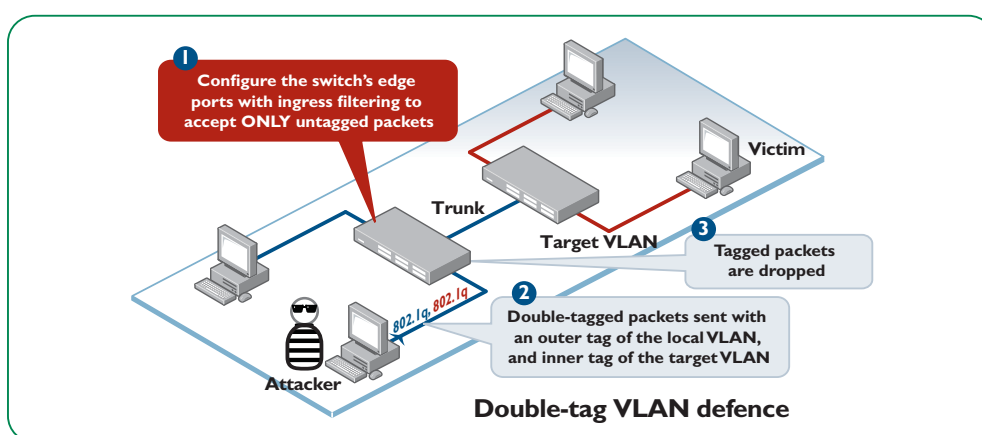 1
Configure the switch's edge
ports with ingress filtering to
accept ONLY untagged packets
Victim
Trunk
Target VLAN
3
Tagged packets
are dropped
802.1q, 802.1q
2
Double-tagged packets sent with
an outer tag of the local VLAN,
and inner tag of the target VLAN
Attacker
Double-tag VLAN defence